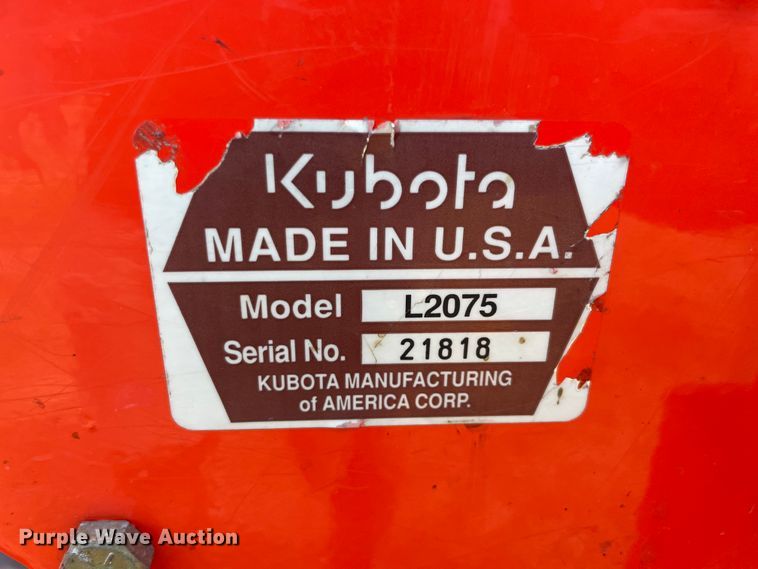 Kubota
MADE IN U.S.A.
Model L2075
Serial No. 21818
KUBOTA MANUFACTURING
of AMERICA CORP.
Purple Wave Auction